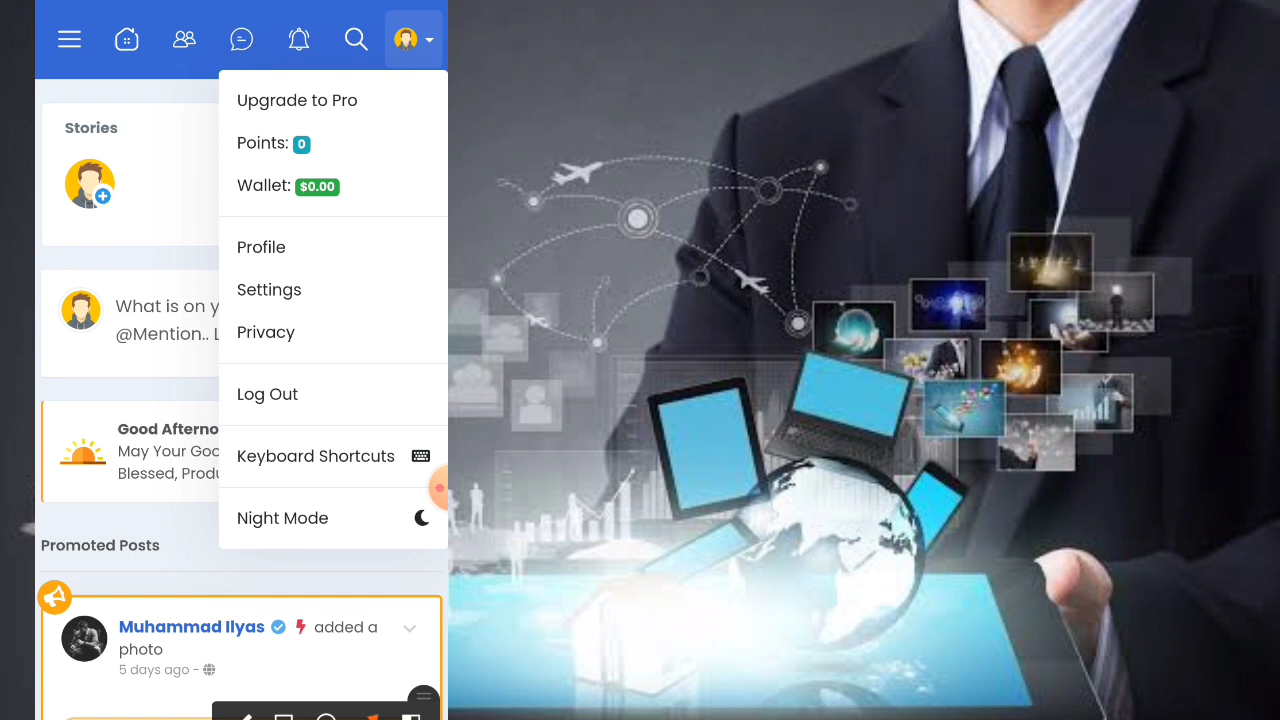 Stories
Upgrade to Pro
Points: 0
Wallet: $0.00
Profile
Settings
Privacy
Log Out
Keyboard Shortcuts
Night Mode
What is on y
@Mention.. L
Good Afterno
May Your Goo
Blessed, Produ
Promoted Posts
Muhammad Ilyas added a
photo
5 days ago -